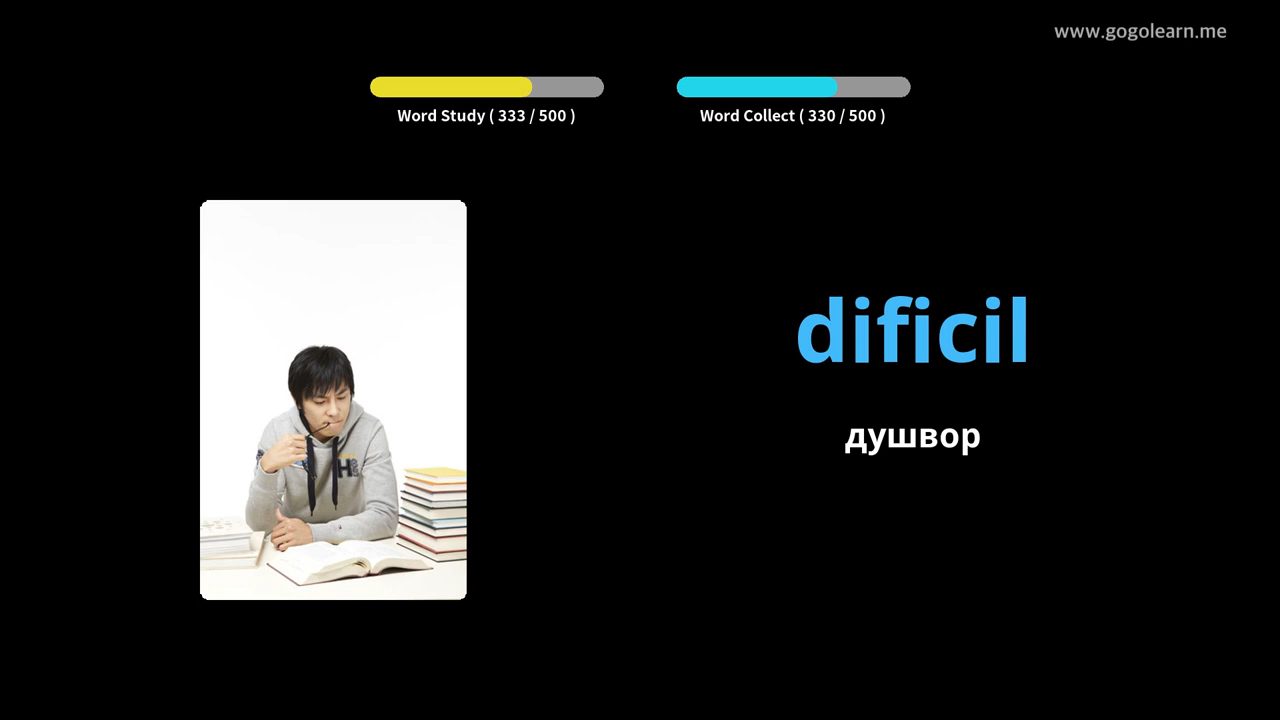 www.gogolearn.me
Word Study ( 333 / 500 )
Word Collect ( 330 / 500 )
dificil
душвор
H